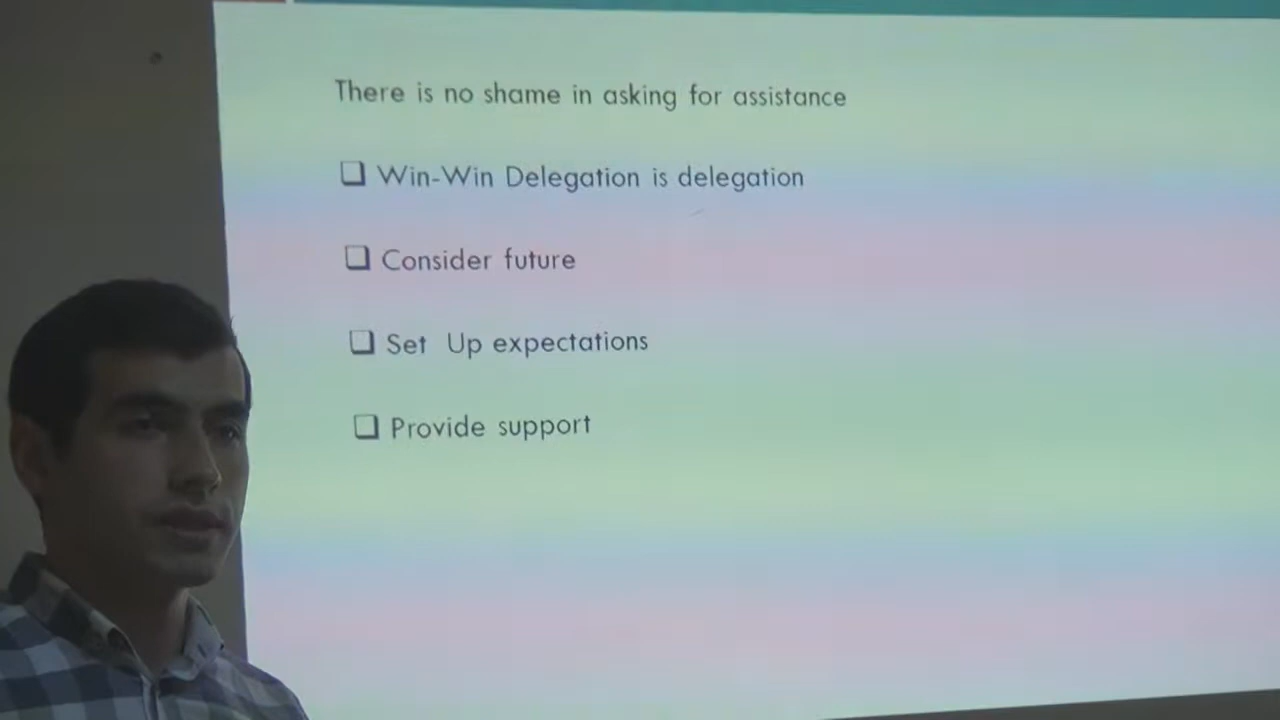 There is no shame in asking for assistance
Win-Win Delegation is delegation
Consider future
Set Up expectations
Provide support